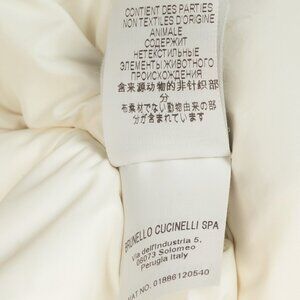 CONTIENT DES PARTIES
NON TEXTILES D'ORIGINE
ANIMALE
СОДЕРЖИТ
НЕТЕКСТИЛЬНЫЕ
ЭЛЕМЕНТЫ ЖИВОТНОГО
ПРОИСХОЖДЕНИЯ
含来源动物的非针织部
分
布素材でない動物由来の部
分が含まれています
BRUNELLO CUCINELLI SPA
Via dell'Industria 5,
06073 Solomeo
Perugia Italy
VAT NO. 01886120540